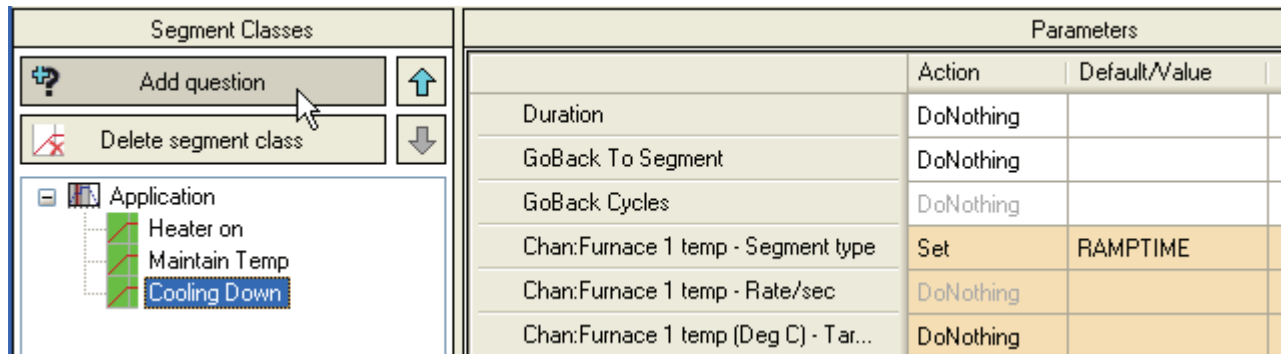 Segment Classes
Add question
Delete segment class
Application
Heater on
Maintain Temp
Cooling Down
Parameters
Action Default/Value
Duration DoNothing
GoBack To Segment DoNothing
GoBack Cycles DoNothing
Chan:Furnace 1 temp - Segment type Set RAMPTIME
Chan:Furnace 1 temp - Rate/sec DoNothing
Chan:Furnace 1 temp (Deg C) - Tar... DoNothing